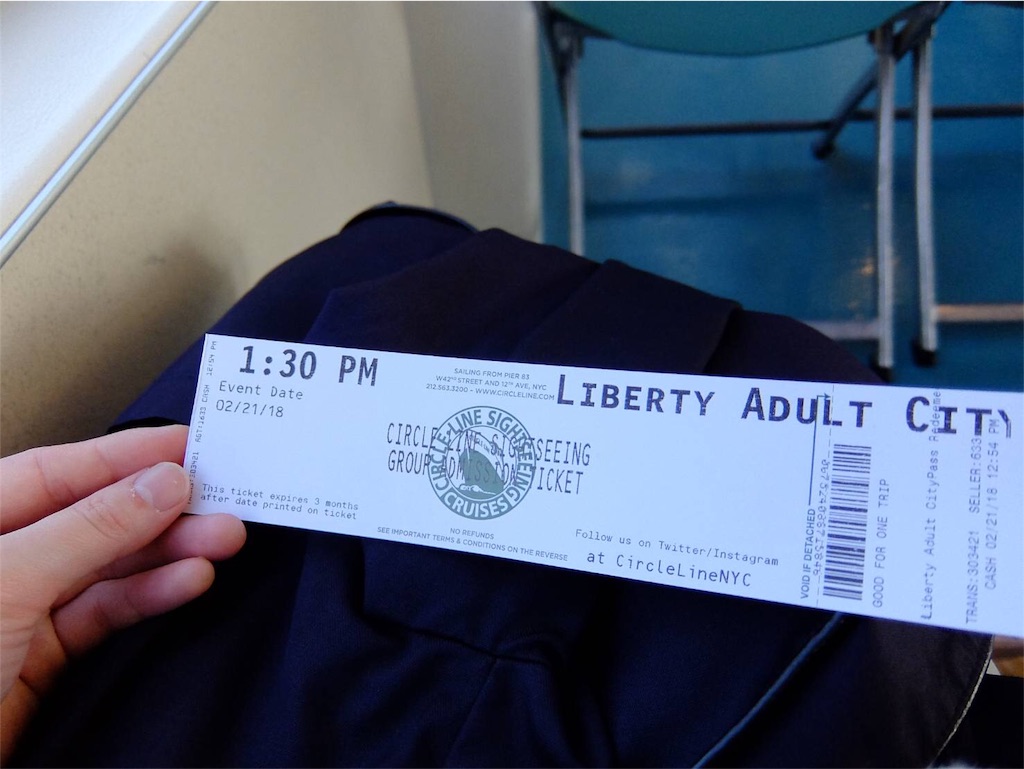 1:30 PM
Event Date
02/21/18
SAILING FROM PIER 83
W42ND STREET AND 12TH AVE, NYC
212.563.3200 - WWW.CIRCLELINE.COM
LIBERTY ADULT CITY
CIRCLE LINE SIGHTSEEING
GROUP ADMISSION TICKET
CIRCLE-LINE SIGHTSEEING
CRUISES
This ticket expires 3 months
after date printed on ticket
NO REFUNDS
SEE IMPORTANT TERMS & CONDITIONS ON THE REVERSE
Follow us on Twitter/Instagram
at CircleLineNYC
VOID IF DETACHED
GOOD FOR ONE TRIP
Liberty Adult CityPass Redeeme
TRANS:303421 SELLER:633
CASH 02/21/18 12:54 PM